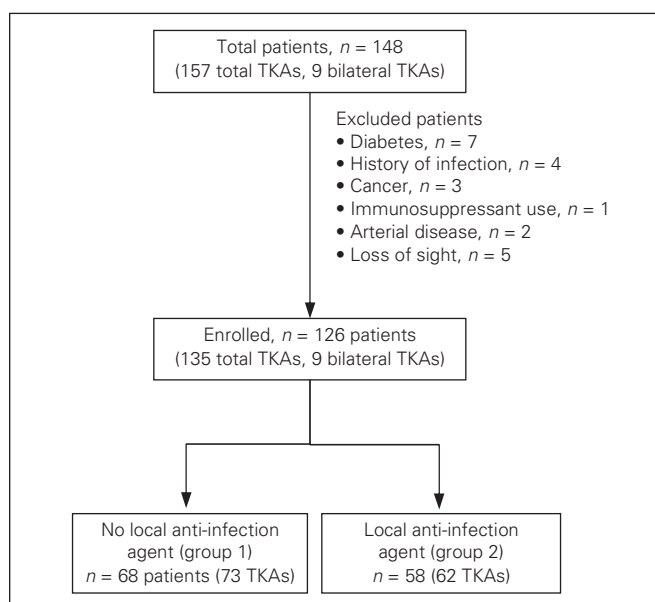 Total patients, n = 148
(157 total TKAs, 9 bilateral TKAs)
Excluded patients
• Diabetes, n = 7
• History of infection, n = 4
• Cancer, n = 3
• Immunosuppressant use, n = 1
• Arterial disease, n = 2
• Loss of sight, n = 5
Enrolled, n = 126 patients
(135 total TKAs, 9 bilateral TKAs)
No local anti-infection
agent (group 1)
n = 68 patients (73 TKAs)
Local anti-infection
agent (group 2)
n = 58 (62 TKAs)